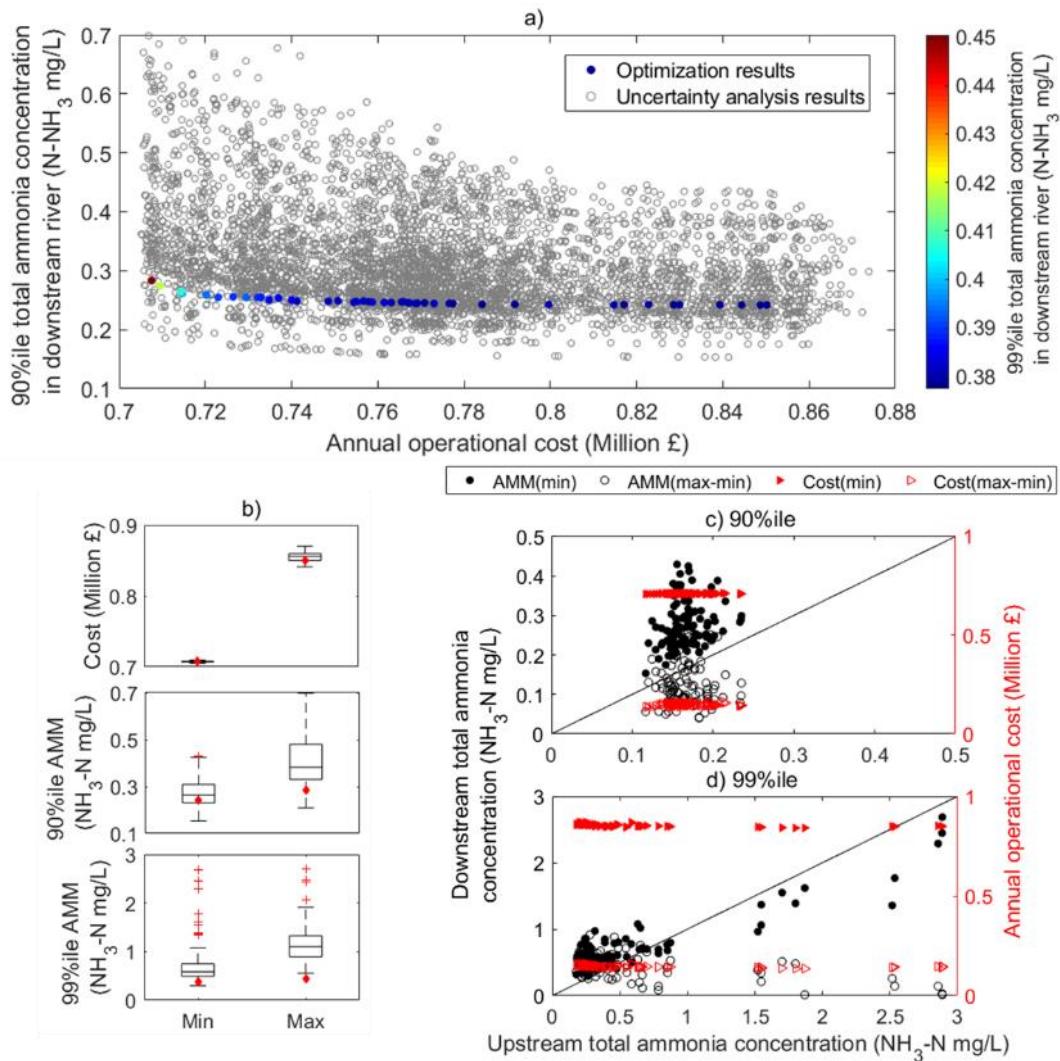 a)
90%ile total ammonia concentration
in downstream river (N-NH3 mg/L)
0.7
0.6
0.5
0.4
0.3
0.2
0.1
Optimization results
Uncertainty analysis results
0.7 0.72 0.74 0.76 0.78 0.8 0.82 0.84 0.86 0.88
Annual operational cost (Million £)
0.45
0.44
0.43
0.42
0.41
0.4
0.39
0.38
99%ile total ammonia concentration
in downstream river (N-NH3 mg/L)
b)
Cost (Million £)
0.9
0.8
0.7
90%ile AMM
(NH3-N mg/L)
0.7
0.5
0.3
0.1
99%ile AMM
(NH3-N mg/L)
3
2
1
0
Min Max
AMM(min) AMM(max-min) Cost(min) Cost(max-min)
c) 90%ile
Downstream total ammonia
concentration (NH3-N mg/L)
0.5
0.4
0.3
0.2
0.1
0
0 0.1 0.2 0.3 0.4 0.5
1
0.5
0
Annual operational cost (Million £)
d) 99%ile
3
2
1
0
0 0.5 1 1.5 2 2.5 3
1
0.5
0
Upstream total ammonia concentration (NH3-N mg/L)